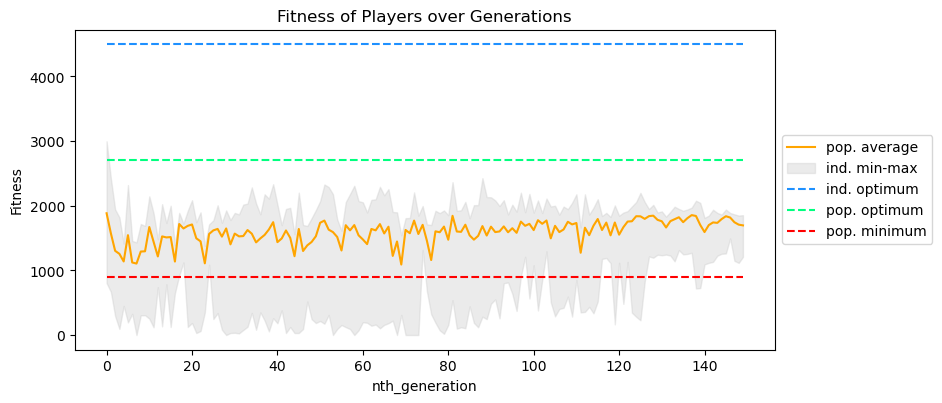 Fitness of Players over Generations
Fitness
4000
3000
2000
1000
0
0 20 40 60 80 100 120 140
nth_generation
pop. average
ind. min-max
ind. optimum
pop. optimum
pop. minimum